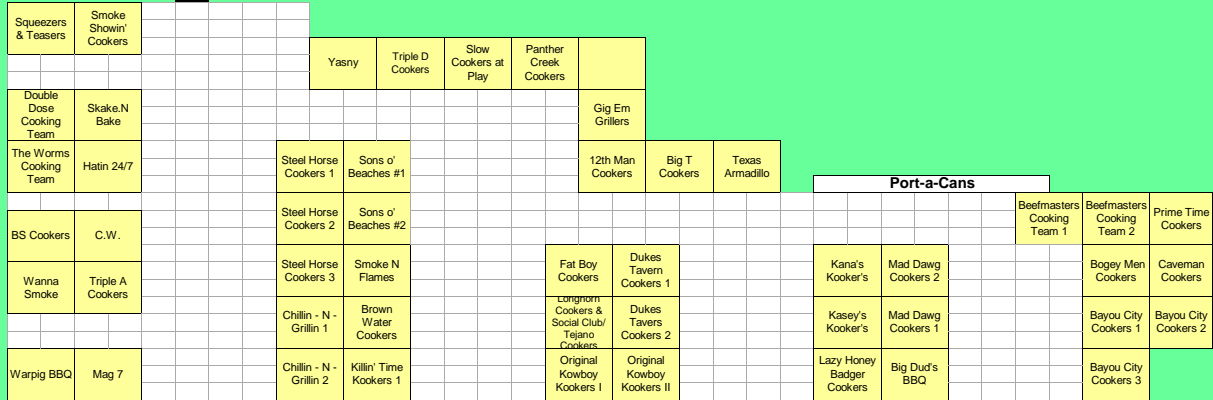 Squeezers
& Teasers
Smoke
Showin'
Cookers
Yasny
Triple D
Cookers
Slow
Cookers at
Play
Panther
Creek
Cookers
Double
Dose
Cooking
Team
Skake.N
Bake
Gig Em
Grillers
The Worms
Cooking
Team
Hatin 24/7
Steel Horse
Cookers 1
Sons o'
Beaches #1
12th Man
Cookers
Big T
Cookers
Texas
Armadillo
Port-a-Cans
BS Cookers
C.W.
Steel Horse
Cookers 2
Sons o'
Beaches #2
Beefmasters
Cooking
Team 1
Beefmasters
Cooking
Team 2
Prime Time
Cookers
Wanna
Smoke
Triple A
Cookers
Steel Horse
Cookers 3
Smoke N
Flames
Fat Boy
Cookers
Dukes
Tavern
Cookers 1
Kana's
Kooker's
Mad Dawg
Cookers 2
Bogey Men
Cookers
Caveman
Cookers
Chillin - N -
Grillin 1
Brown
Water
Cookers
Longhorn
Cookers &
Social Club/
Tejano
Cookers
Dukes
Tavers
Cookers 2
Kasey's
Kooker's
Mad Dawg
Cookers 1
Bayou City
Cookers 1
Bayou City
Cookers 2
Warpig BBQ
Mag 7
Chillin - N -
Grillin 2
Killin' Time
Kookers 1
Original
Kowboy
Kookers I
Original
Kowboy
Kookers II
Lazy Honey
Badger
Cookers
Big Dud's
BBQ
Bayou City
Cookers 3